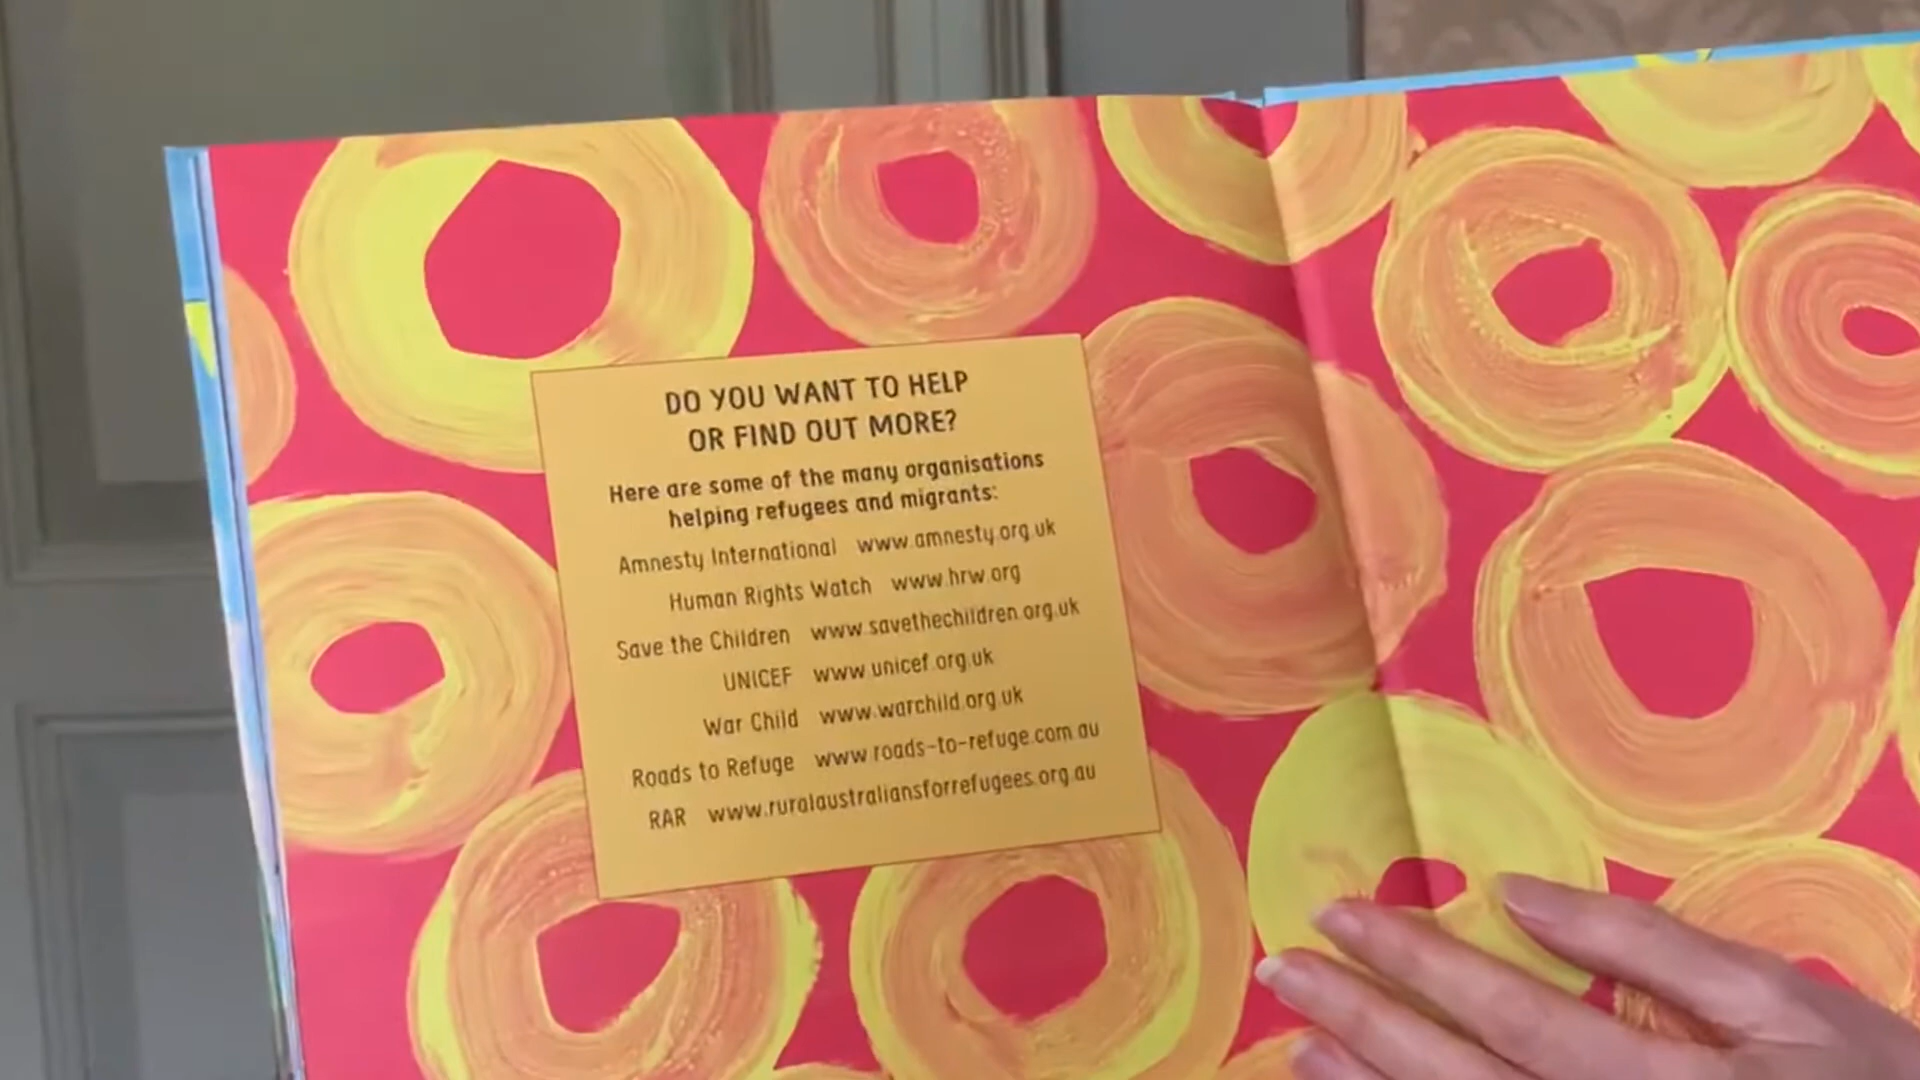 DO YOU WANT TO HELP
OR FIND OUT MORE?
Here are some of the many organisations
helping refugees and migrants:
Amnesty International www.amnesty.org.uk
Human Rights Watch www.hrw.org
Save the Children www.savethechildren.org.uk
UNICEF www.unicef.org.uk
War Child www.warchild.org.uk
Roads to Refuge www.roads-to-refuge.com.au
RAR www.ruralaustraliansforrefugees.org.au